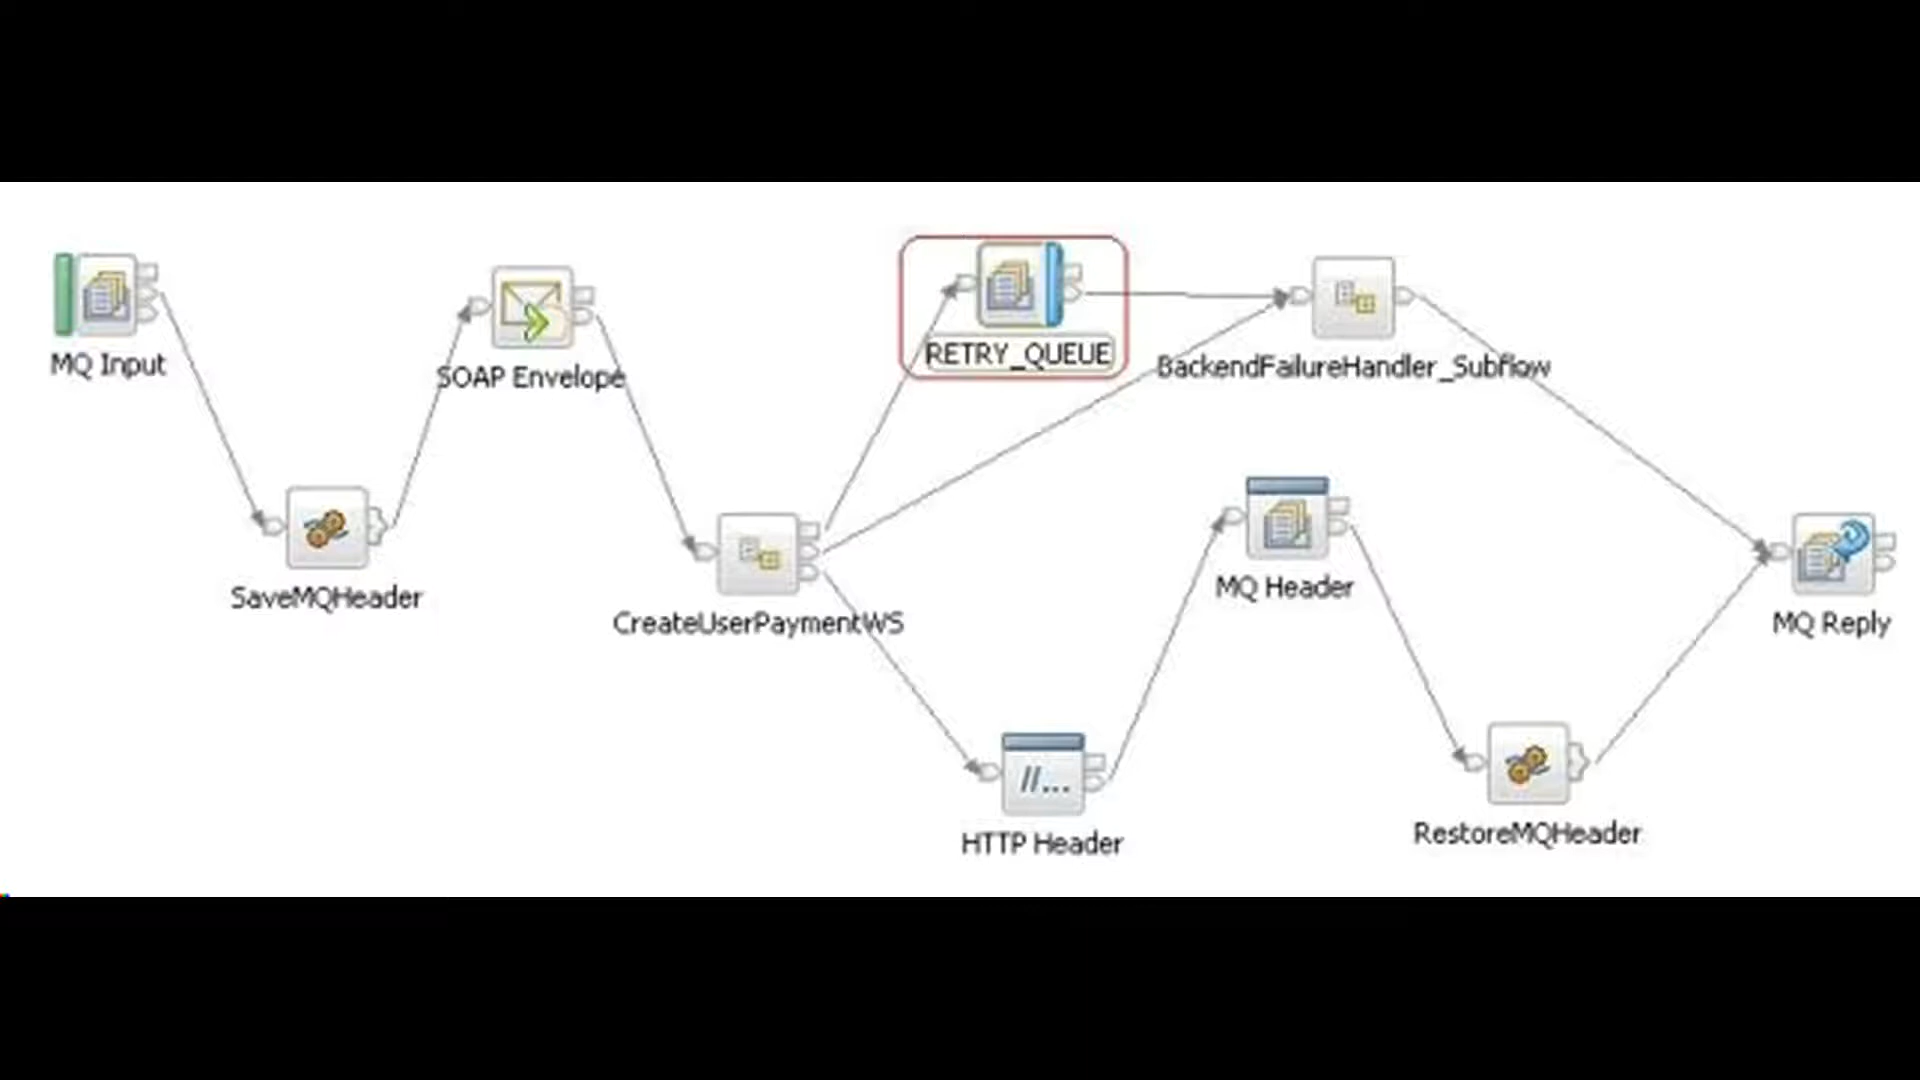 MQ Input
SaveMQHeader
SOAP Envelope
CreateUserPaymentWS
RETRY_QUEUE
BackendFailureHandler_Subflow
HTTP Header
//...
MQ Header
RestoreMQHeader
MQ Reply